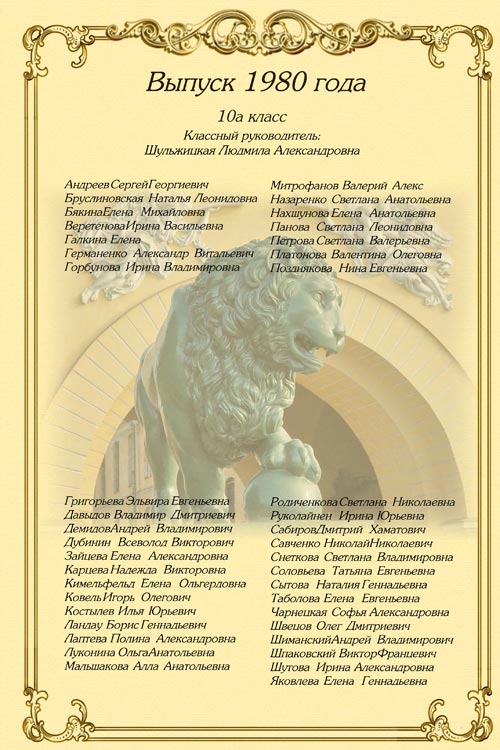 Выпуск 1980 года
10а класс
Классный руководитель:
Шульжицкая Людмила Александровна
Андреев Сергей Георгиевич
Бруслиновская Наталья Леонидовна
Бякина Елена Михайловна
Веретенова Ирина Васильевна
Галкина Елена
Германенко Александр Витальевич
Горбунова Ирина Владимировна
Митрофанов Валерий Алекс
Назаренко Светлана Анатольевна
Нахшунова Елена Анатольевна
Панова Светлана Леонидовна
Петрова Светлана Валерьевна
Платонова Валентина Олеговна
Позднякова Нина Евгеньевна
Григорьева Эльвира Евгеньевна
Давыдов Владимир Дмитриевич
Демидов Андрей Владимирович
Дубинин Всеволод Викторович
Зайцева Елена Александровна
Карцева Надежда Викторовна
Кимельфельд Елена Ольгердовна
Ковель Игорь Олегович
Костылев Илья Юрьевич
Ландау Борис Геннадьевич
Лаптева Полина Александровна
Луконина Ольга Анатольевна
Малышакова Алла Анатольевна
Родиченкова Светлана Николаевна
Руколайнен Ирина Юрьевна
Сабиров Дмитрий Хаматович
Савченко Николай Николаевич
Снеткова Светлана Владимировна
Соловьева Татьяна Евгеньевна
Сытова Наталия Геннадьевна
Таболова Елена Евгеньевна
Чарнецкая Софья Александровна
Швецов Олег Дмитриевич
Шиманский Андрей Владимирович
Шпаковский Виктор Францевич
Шутова Ирина Александровна
Яковлева Елена Геннадьевна